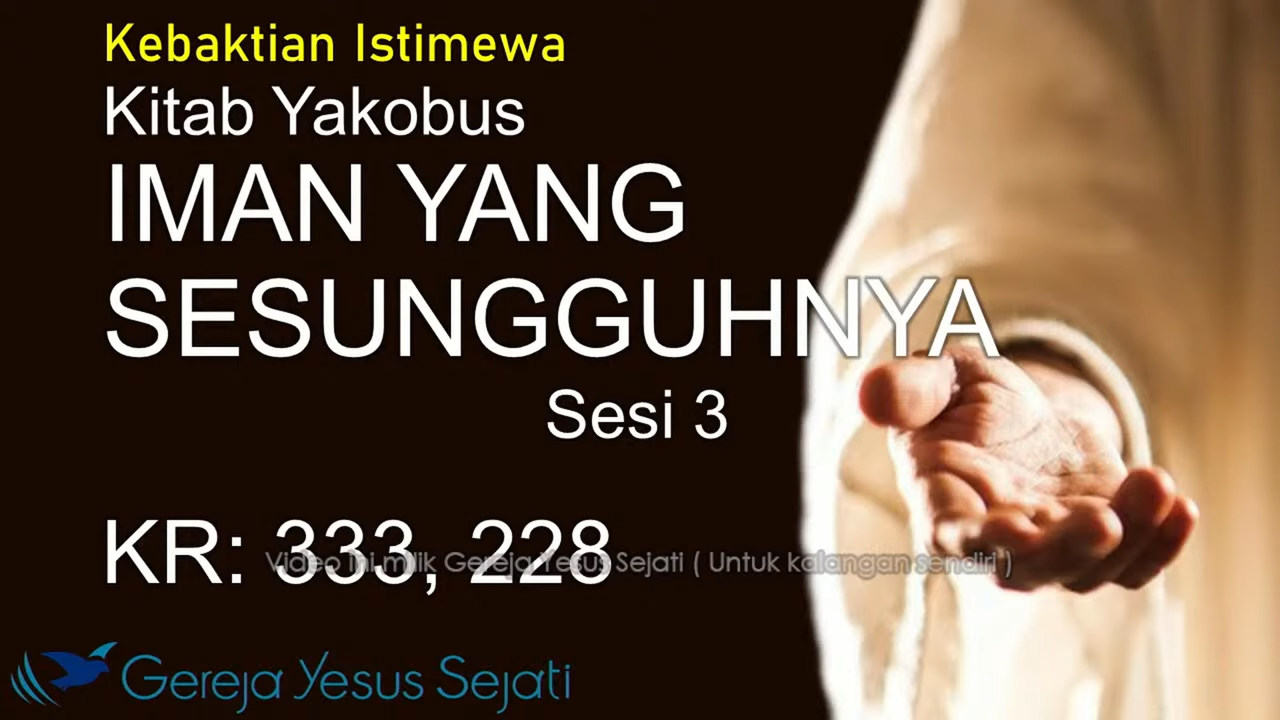 Kebaktian Istimewa
Kitab Yakobus
IMAN YANG
SESUNGGUHNYA
Sesi 3
KR: 333, 228
Video ini milik Gereja Yesus Sejati ( Untuk kalangan sendiri )
Gereja Yesus Sejati